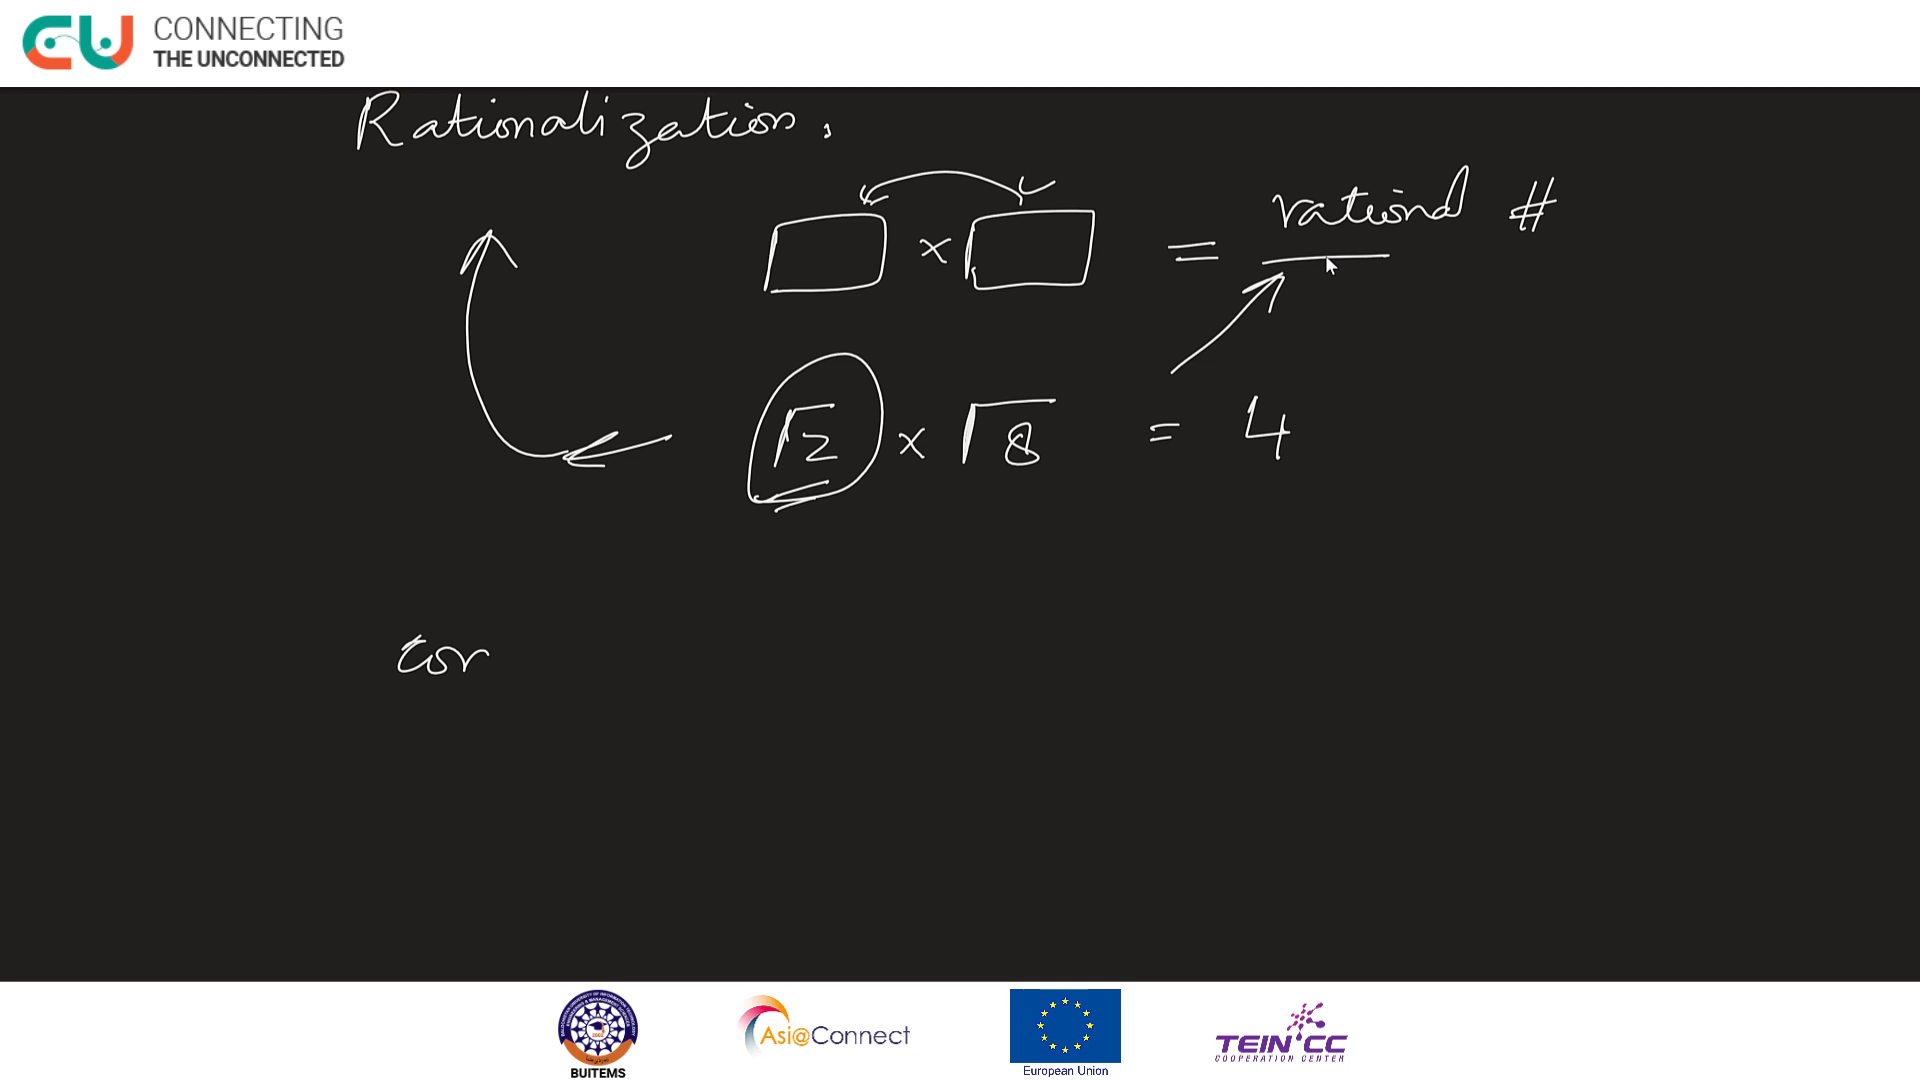 CONNECTING
THE UNCONNECTED
Rationalization.
× = rational #
√2 × √8 = 4
BUITEMS
Asi@Connect
European Union
TEIN*CC
COOPERATION CENTER